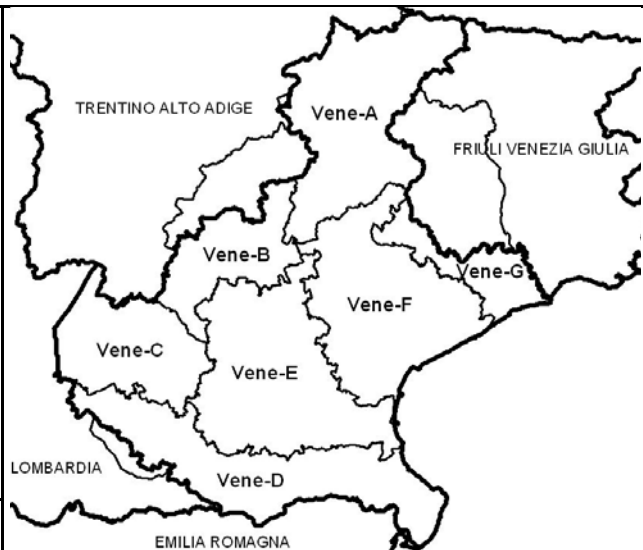 TRENTINO ALTO ADIGE
Vene-A
FRIULI VENEZIA GIULIA
Vene-B
Vene-G
Vene-F
Vene-C
Vene-E
LOMBARDIA
Vene-D
EMILIA ROMAGNA